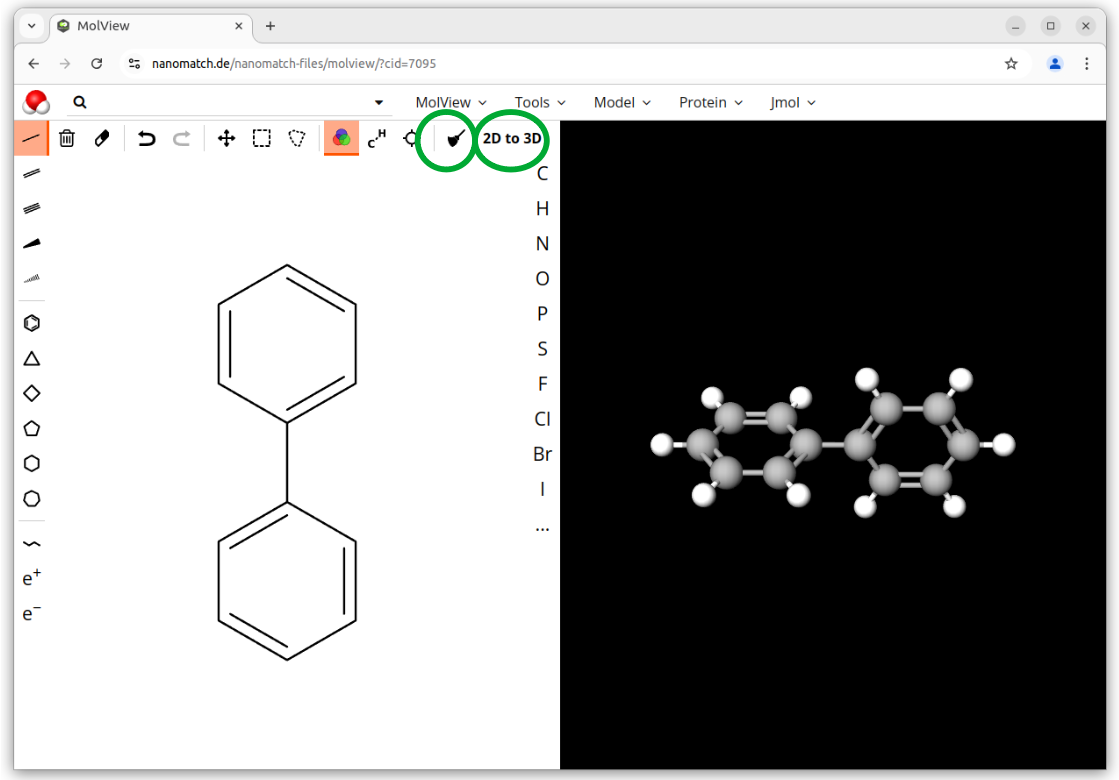 MolView
nanomatch.de/nanomatch-files/molview/?cid=7095
MolView Tools Model Protein Jmol
C H 2D to 3D
C
H
N
O
P
S
F
Cl
Br
I
...
e+
e−